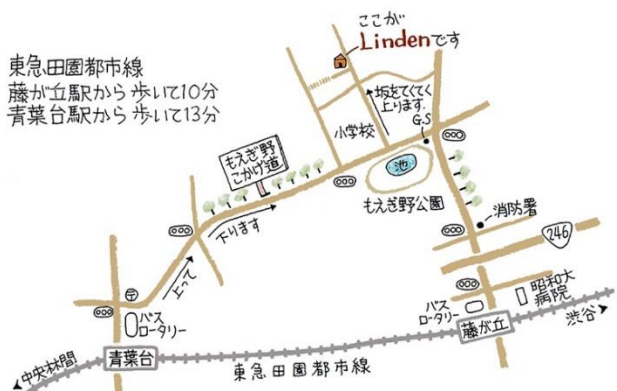 ここが
Lindenです
東急田園都市線
藤が丘駅から歩いて10分
青葉台駅から歩いて13分
坂をてくてく
上ります.
小学校
G.S
もえぎ野
こかげ道
池
もえぎ野公園
下ります
消防署
246
上って
〒
バス
ロータリー
昭和大
病院
バス
ロータリー
藤が丘
渋谷
青葉台
中央林間
東急田園都市線